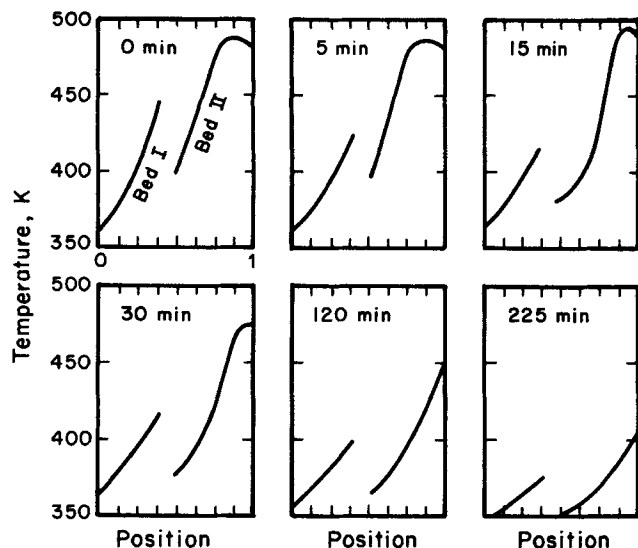 500
450
400
350
0 min
Bed I
Bed II
0
1
5 min
15 min
Temperature, K
500
450
400
350
30 min
120 min
225 min
Position
Position
Position